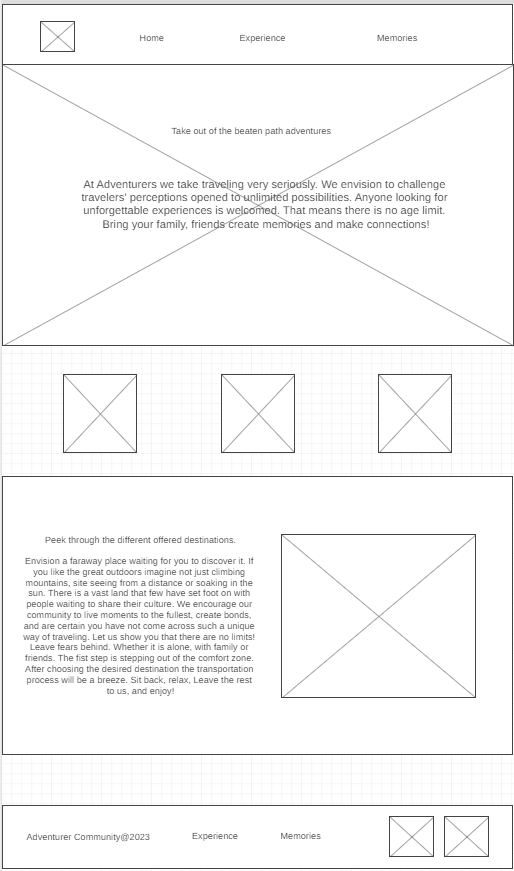 Home Experience Memories
Take out of the beaten path adventures
At Adventurers we take traveling very seriously. We envision to challenge
travelers' perceptions opened to unlimited possibilities. Anyone looking for
unforgettable experiences is welcomed. That means there is no age limit.
Bring your family, friends create memories and make connections!
Peek through the different offered destinations.
Envision a faraway place waiting for you to discover it. If
you like the great outdoors imagine not just climbing
mountains, site seeing from a distance or soaking in the
sun. There is a vast land that few have set foot on with
people waiting to share their culture. We encourage our
community to live moments to the fullest, create bonds,
and are certain you have not come across such a unique
way of traveling. Let us show you that there are no limits!
Leave fears behind. Whether it is alone, with family or
friends. The fist step is stepping out of the comfort zone.
After choosing the desired destination the transportation
process will be a breeze. Sit back, relax, Leave the rest
to us, and enjoy!
Adventurer Community@2023 Experience Memories